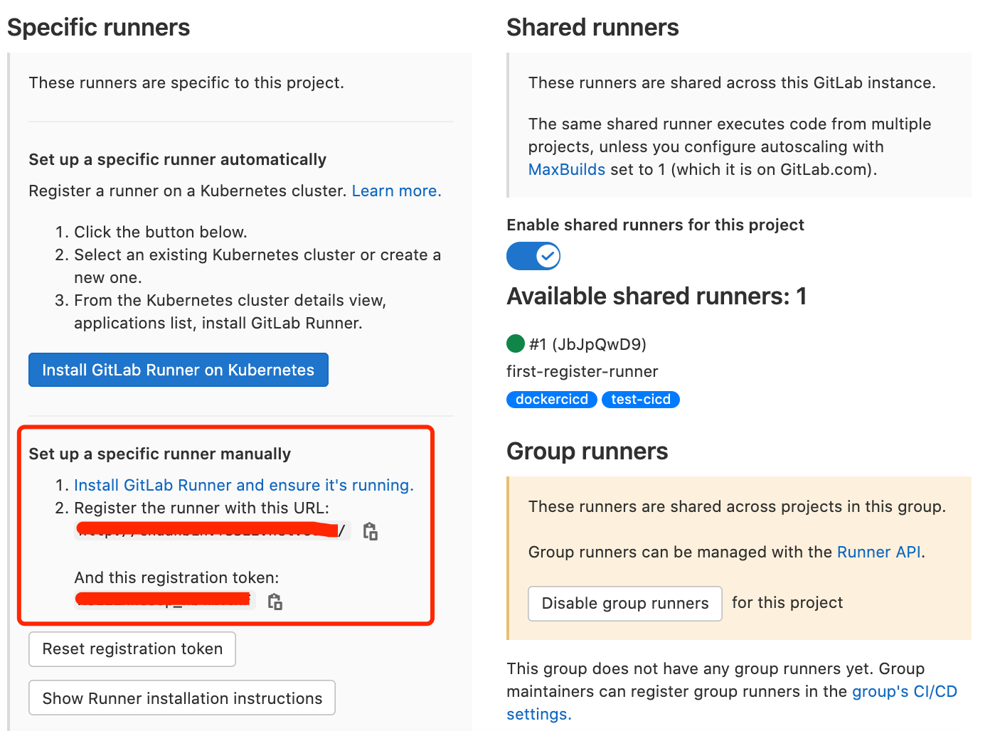 Specific runners
These runners are specific to this project.
Set up a specific runner automatically
Register a runner on a Kubernetes cluster. Learn more.
1. Click the button below.
2. Select an existing Kubernetes cluster or create a
new one.
3. From the Kubernetes cluster details view,
applications list, install GitLab Runner.
Install GitLab Runner on Kubernetes
Set up a specific runner manually
1. Install GitLab Runner and ensure it's running.
2. Register the runner with this URL:
And this registration token:
Reset registration token
Show Runner installation instructions
Shared runners
These runners are shared across this GitLab instance.
The same shared runner executes code from multiple
projects, unless you configure autoscaling with
MaxBuilds set to 1 (which it is on GitLab.com).
Enable shared runners for this project
Available shared runners: 1
#1 (JbJpQwD9)
first-register-runner
dockercicd test-cicd
Group runners
These runners are shared across projects in this group.
Group runners can be managed with the Runner API.
Disable group runners for this project
This group does not have any group runners yet. Group
maintainers can register group runners in the group's CI/CD
settings.